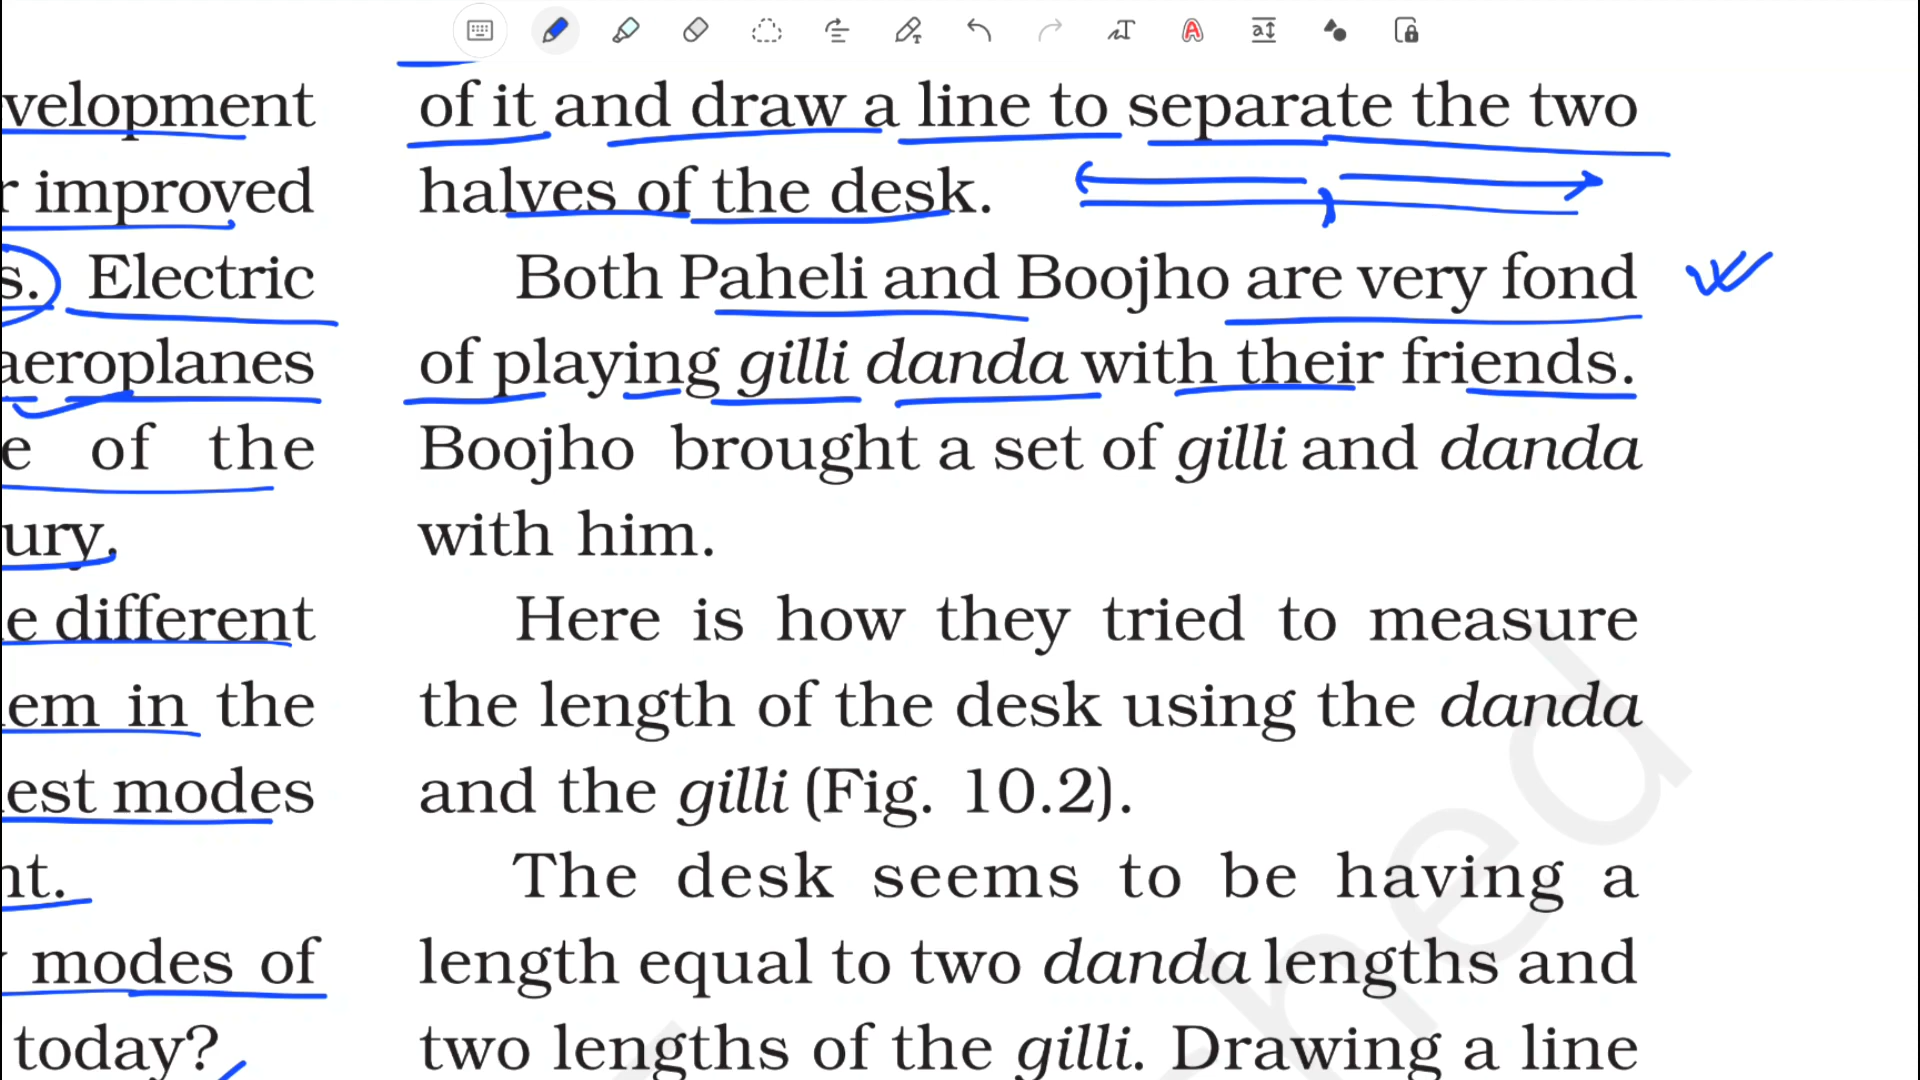 velopment
improved
s. Electric
aeroplanes
e of the
ury.
e different
em in the
est modes
nt.
modes of
today?
of it and draw a line to separate the two
halves of the desk.
Both Paheli and Boojho are very fond
of playing gilli danda with their friends.
Boojho brought a set of gilli and danda
with him.
Here is how they tried to measure
the length of the desk using the danda
and the gilli (Fig. 10.2).
The desk seems to be having a
length equal to two danda lengths and
two lengths of the gilli. Drawing a line